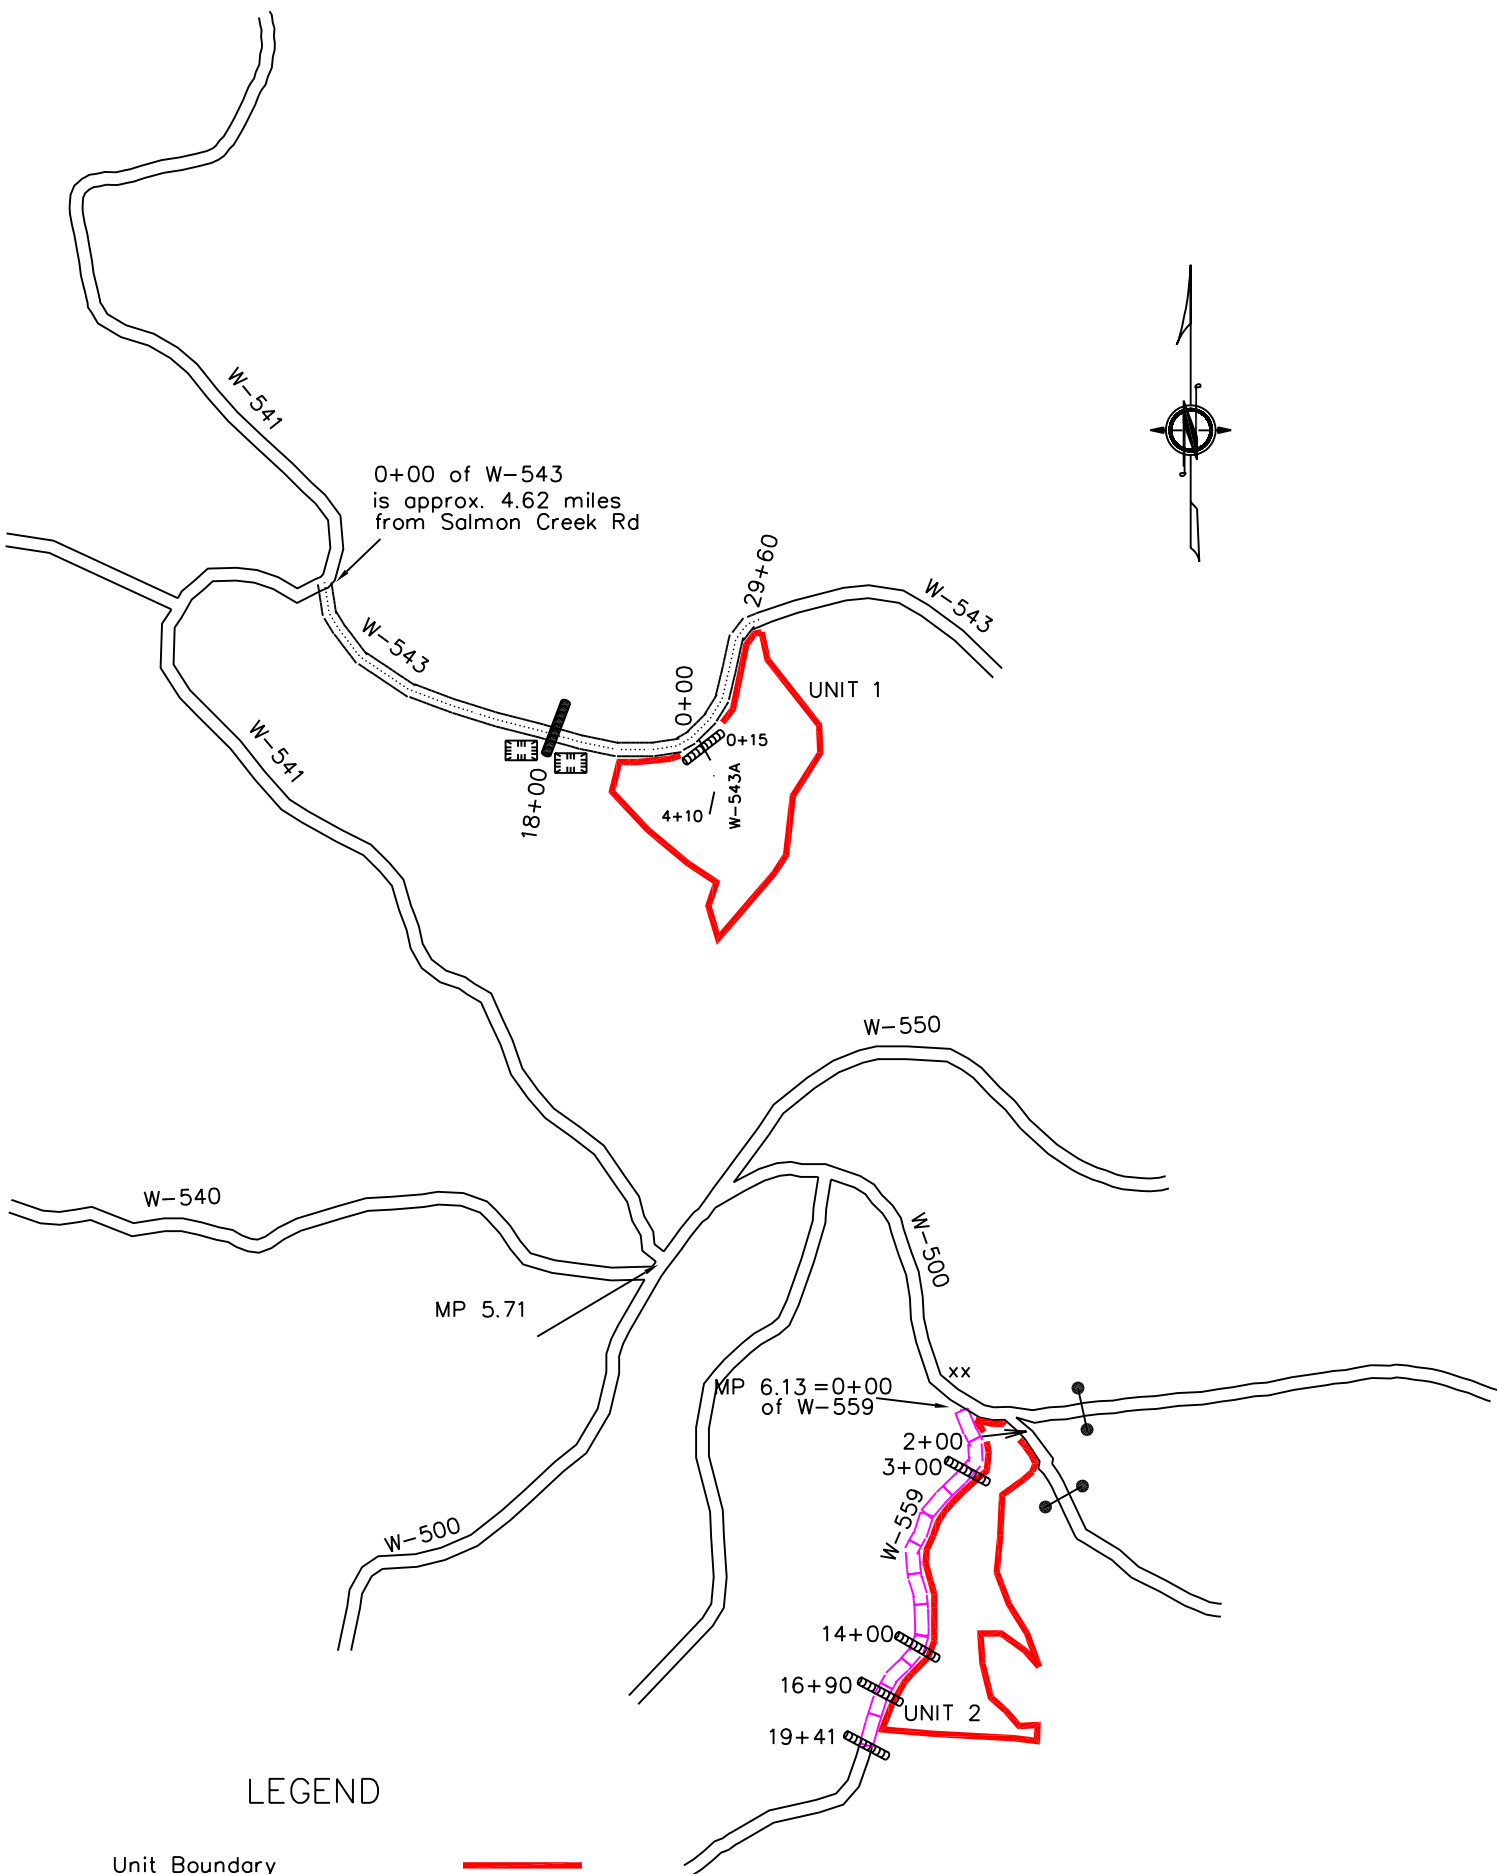 W-541
0+00 of W-543
is approx. 4.62 miles
from Salmon Creek Rd
29+60
W-543
W-543
0+00
UNIT 1
0+15
W-541
18+00
W-543A
4+10
W-550
W-540
W-500
MP 5.71
xx
MP 6.13=0+00
of W-559
2+00
3+00
W-559
W-500
14+00
16+90
UNIT 2
19+41
LEGEND
Unit Boundary